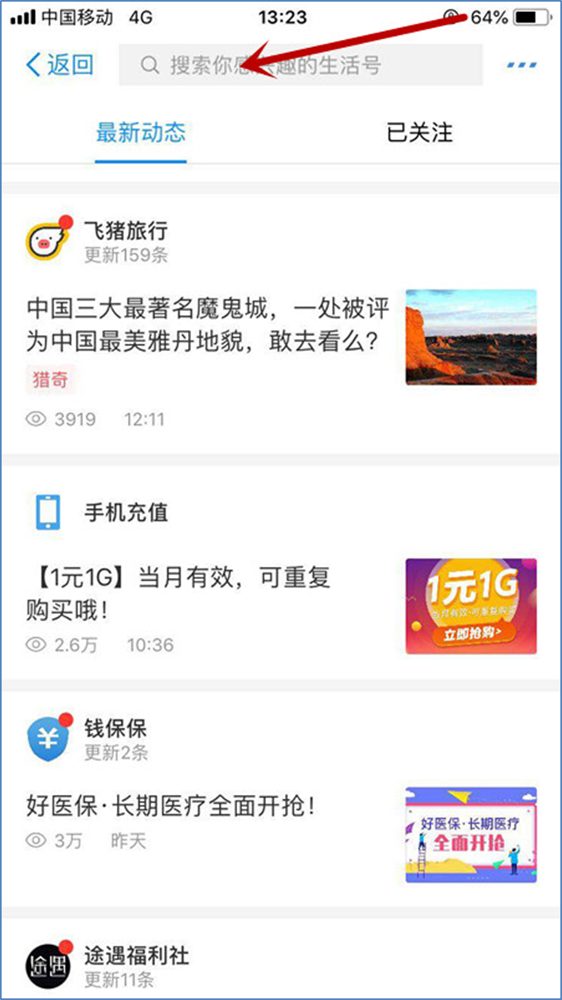 中国移动 4G 13:23 64%
返回 搜索你感兴趣的生活号
最新动态 已关注
飞猪旅行
更新159条
中国三大最著名魔鬼城，一处被评
为中国最美雅丹地貌，敢去看么？
猎奇
3919 12:11
手机充值
【1元1G】当月有效，可重复
购买哦！
2.6万 10:36
1元1G
当月有效·可重复购买
立即抢购>
钱保保
更新2条
好医保·长期医疗全面开抢！
3万 昨天
好医保·长期医疗
全面开抢
途遇
途遇福利社
更新11条